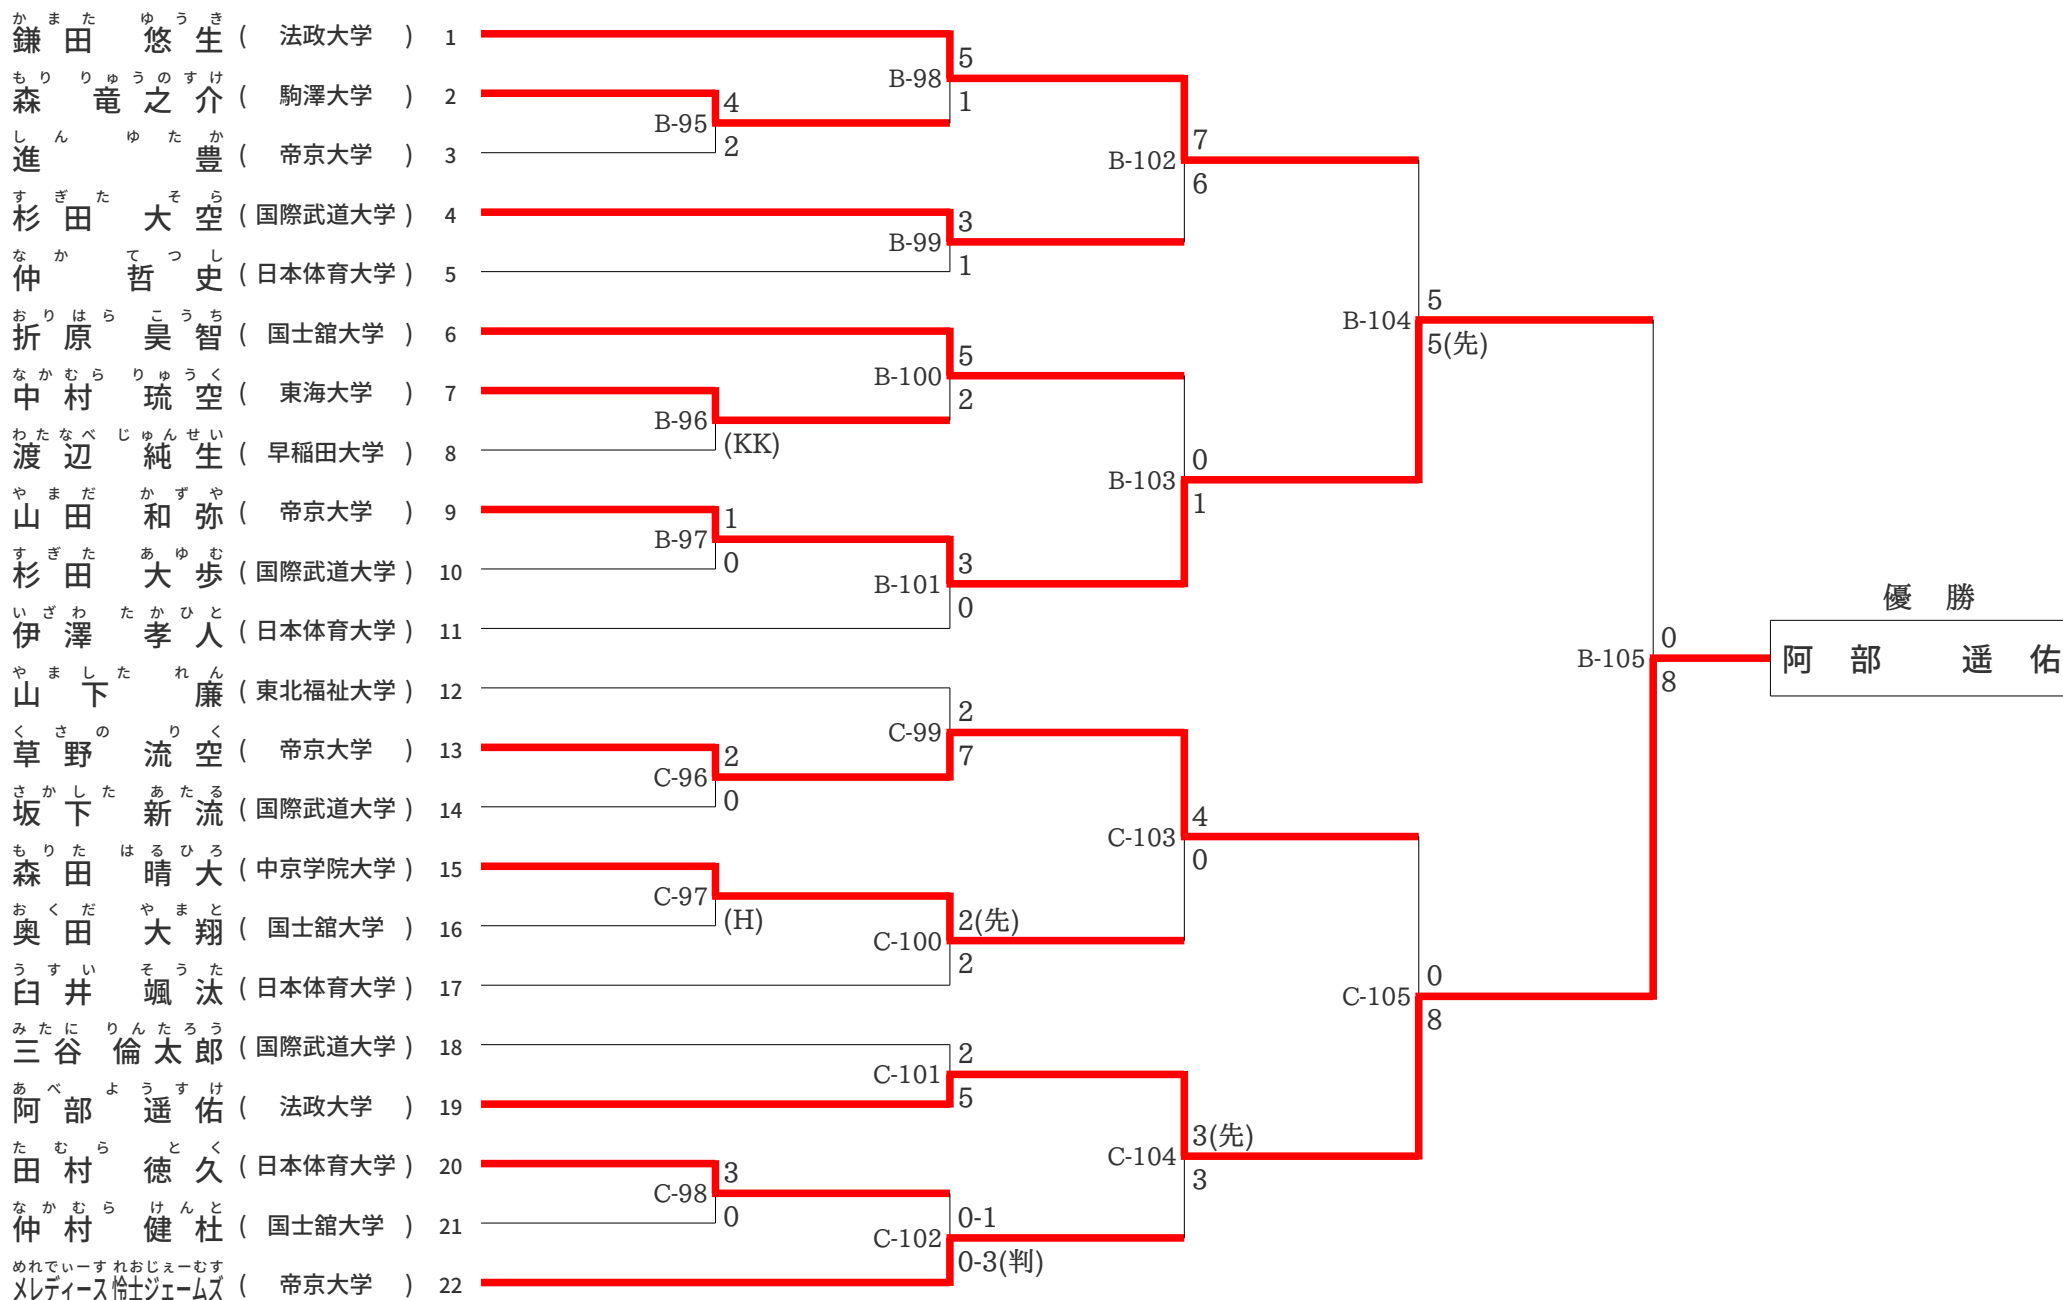 かまた ゆうき
鎌田 悠生 ( 法政大学 ) 1
もり りゅうのすけ
森 竜之介 ( 駒澤大学 ) 2
しん ゆたか
進 豊 ( 帝京大学 ) 3
すぎた そら
杉田 大空 ( 国際武道大学 ) 4
なか てつし
仲 哲史 ( 日本体育大学 ) 5
おりはら こうち
折原 昊智 ( 国士舘大学 ) 6
なかむら りゅうく
中村 琉空 ( 東海大学 ) 7
わたなべ じゅんせい
渡辺 純生 ( 早稲田大学 ) 8
やまだ かずや
山田 和弥 ( 帝京大学 ) 9
すぎた あゆむ
杉田 大歩 ( 国際武道大学 ) 10
いざわ たかひと
伊澤 孝人 ( 日本体育大学 ) 11
やました れん
山下 廉 ( 東北福祉大学 ) 12
くさの りく
草野 流空 ( 帝京大学 ) 13
さかした あたる
坂下 新流 ( 国際武道大学 ) 14
もりた はるひろ
森田 晴大 ( 中京学院大学 ) 15
おくだ やまと
奥田 大翔 ( 国士舘大学 ) 16
うすい そうた
臼井 颯汰 ( 日本体育大学 ) 17
みたに りんたろう
三谷 倫太郎 ( 国際武道大学 ) 18
あべ ようすけ
阿部 遥佑 ( 法政大学 ) 19
たむら とく
田村 徳久 ( 日本体育大学 ) 20
なかむら けんと
仲村 健杜 ( 国士舘大学 ) 21
めれでぃーす れおじぇーむす
メレディース 怜士ジェームズ ( 帝京大学 ) 22
B-95
4
2
B-96
(KK)
B-97
1
0
C-96
2
0
C-97
(H)
C-98
3
0
B-98
5
1
B-99
3
1
B-100
5
2
B-101
3
0
C-99
2
7
C-100
2(先)
2
C-101
2
5
C-102
0-1
0-3(判)
B-102
7
6
B-103
0
1
C-103
4
0
C-104
3(先)
3
B-104
5
5(先)
C-105
0
8
B-105
0
8
優 勝
阿 部 遥 佑